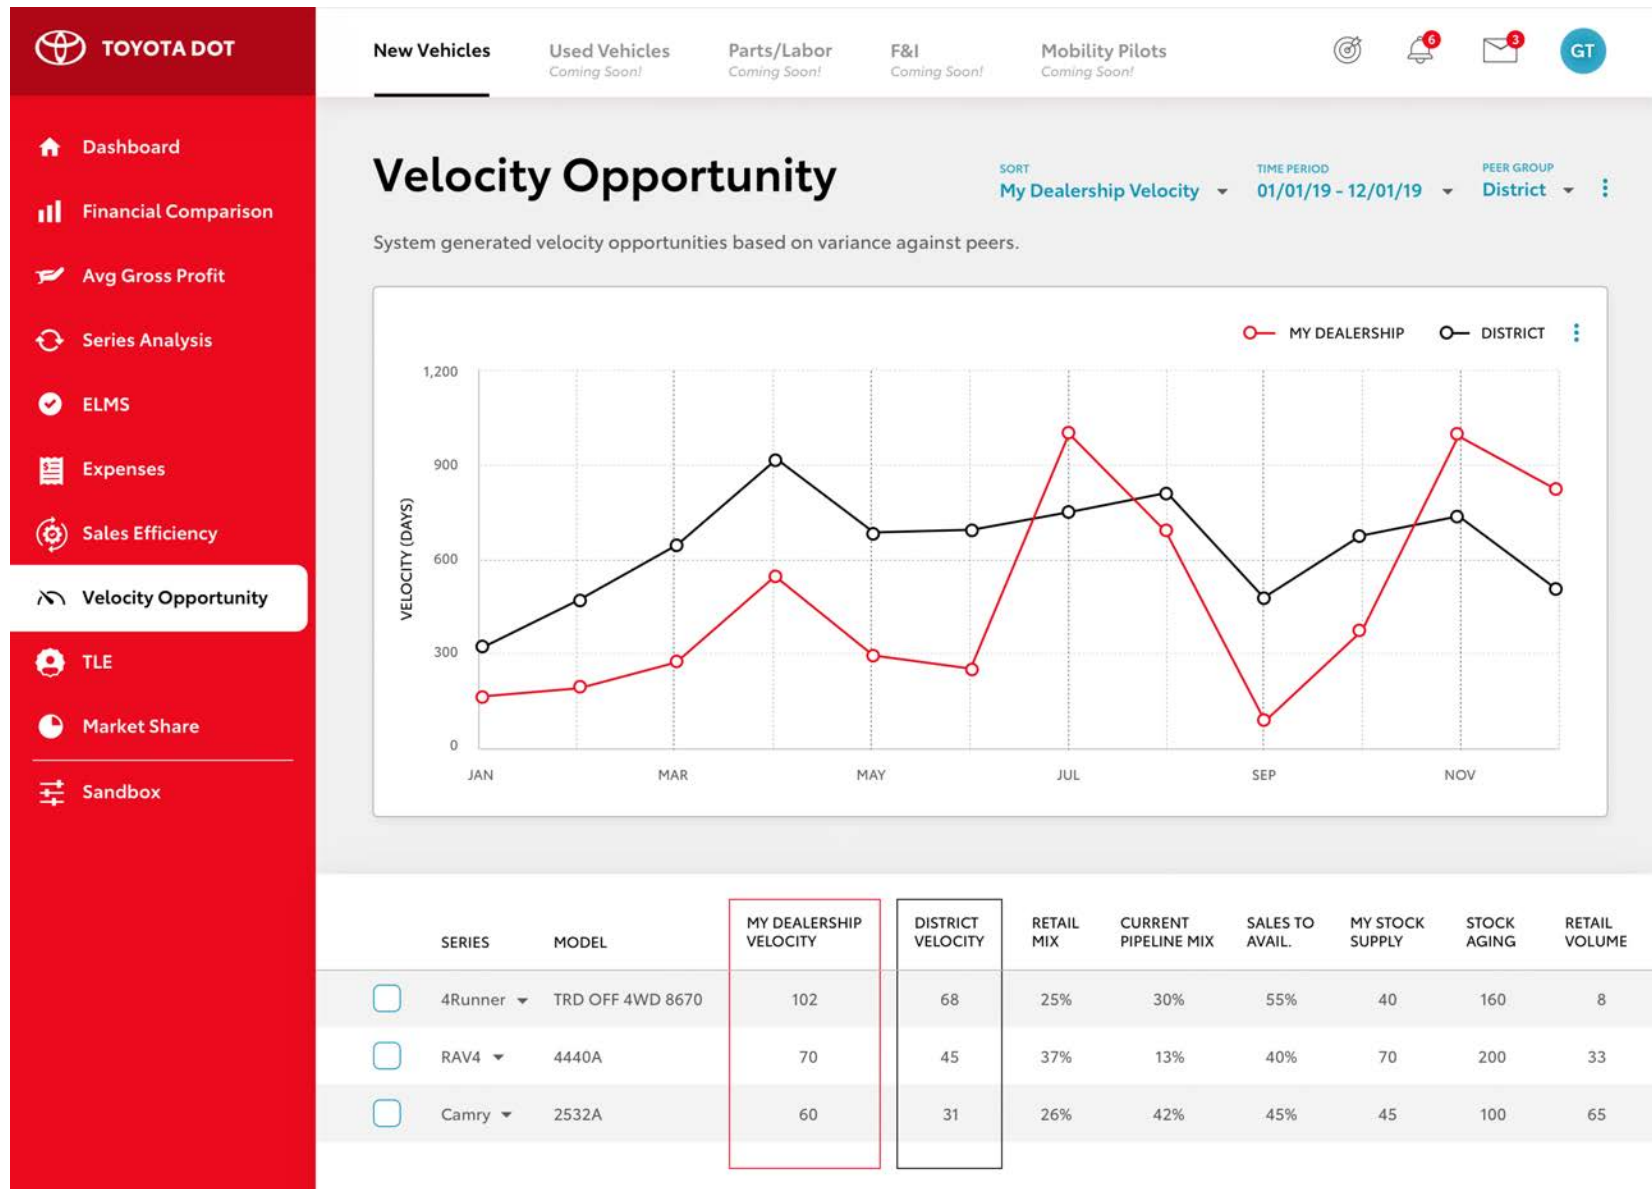 TOYOTA DOT
New Vehicles
Used Vehicles
Coming Soon!
Parts/Labor
Coming Soon!
F&I
Coming Soon!
Mobility Pilots
Coming Soon!
6
3
GT
Dashboard
Financial Comparison
Avg Gross Profit
Series Analysis
ELMS
Expenses
Sales Efficiency
Velocity Opportunity
TLE
Market Share
Sandbox
Velocity Opportunity
SORT
My Dealership Velocity
TIME PERIOD
01/01/19 - 12/01/19
PEER GROUP
District
System generated velocity opportunities based on variance against peers.
MY DEALERSHIP
DISTRICT
VELOCITY (DAYS)
1,200
900
600
300
0
JAN MAR MAY JUL SEP NOV
SERIES MODEL MY DEALERSHIP VELOCITY DISTRICT VELOCITY RETAIL MIX CURRENT PIPELINE MIX SALES TO AVAIL. MY STOCK SUPPLY STOCK AGING RETAIL VOLUME
4Runner TRD OFF 4WD 8670 102 68 25% 30% 55% 40 160 8
RAV4 4440A 70 45 37% 13% 40% 70 200 33
Camry 2532A 60 31 26% 42% 45% 45 100 65